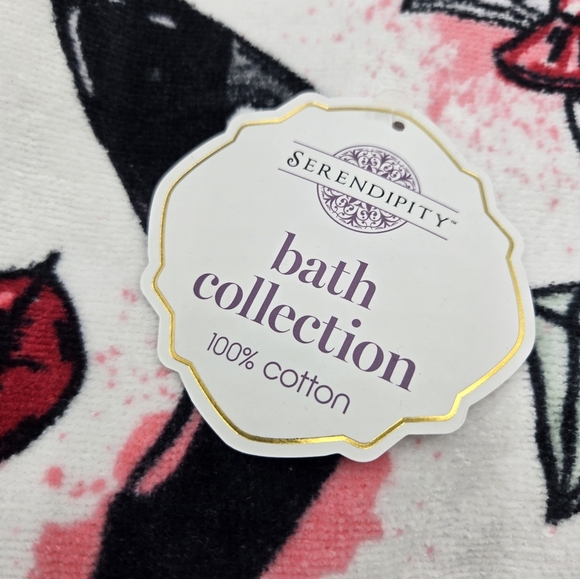 SERENDIPITY™
bath
collection
100% cotton